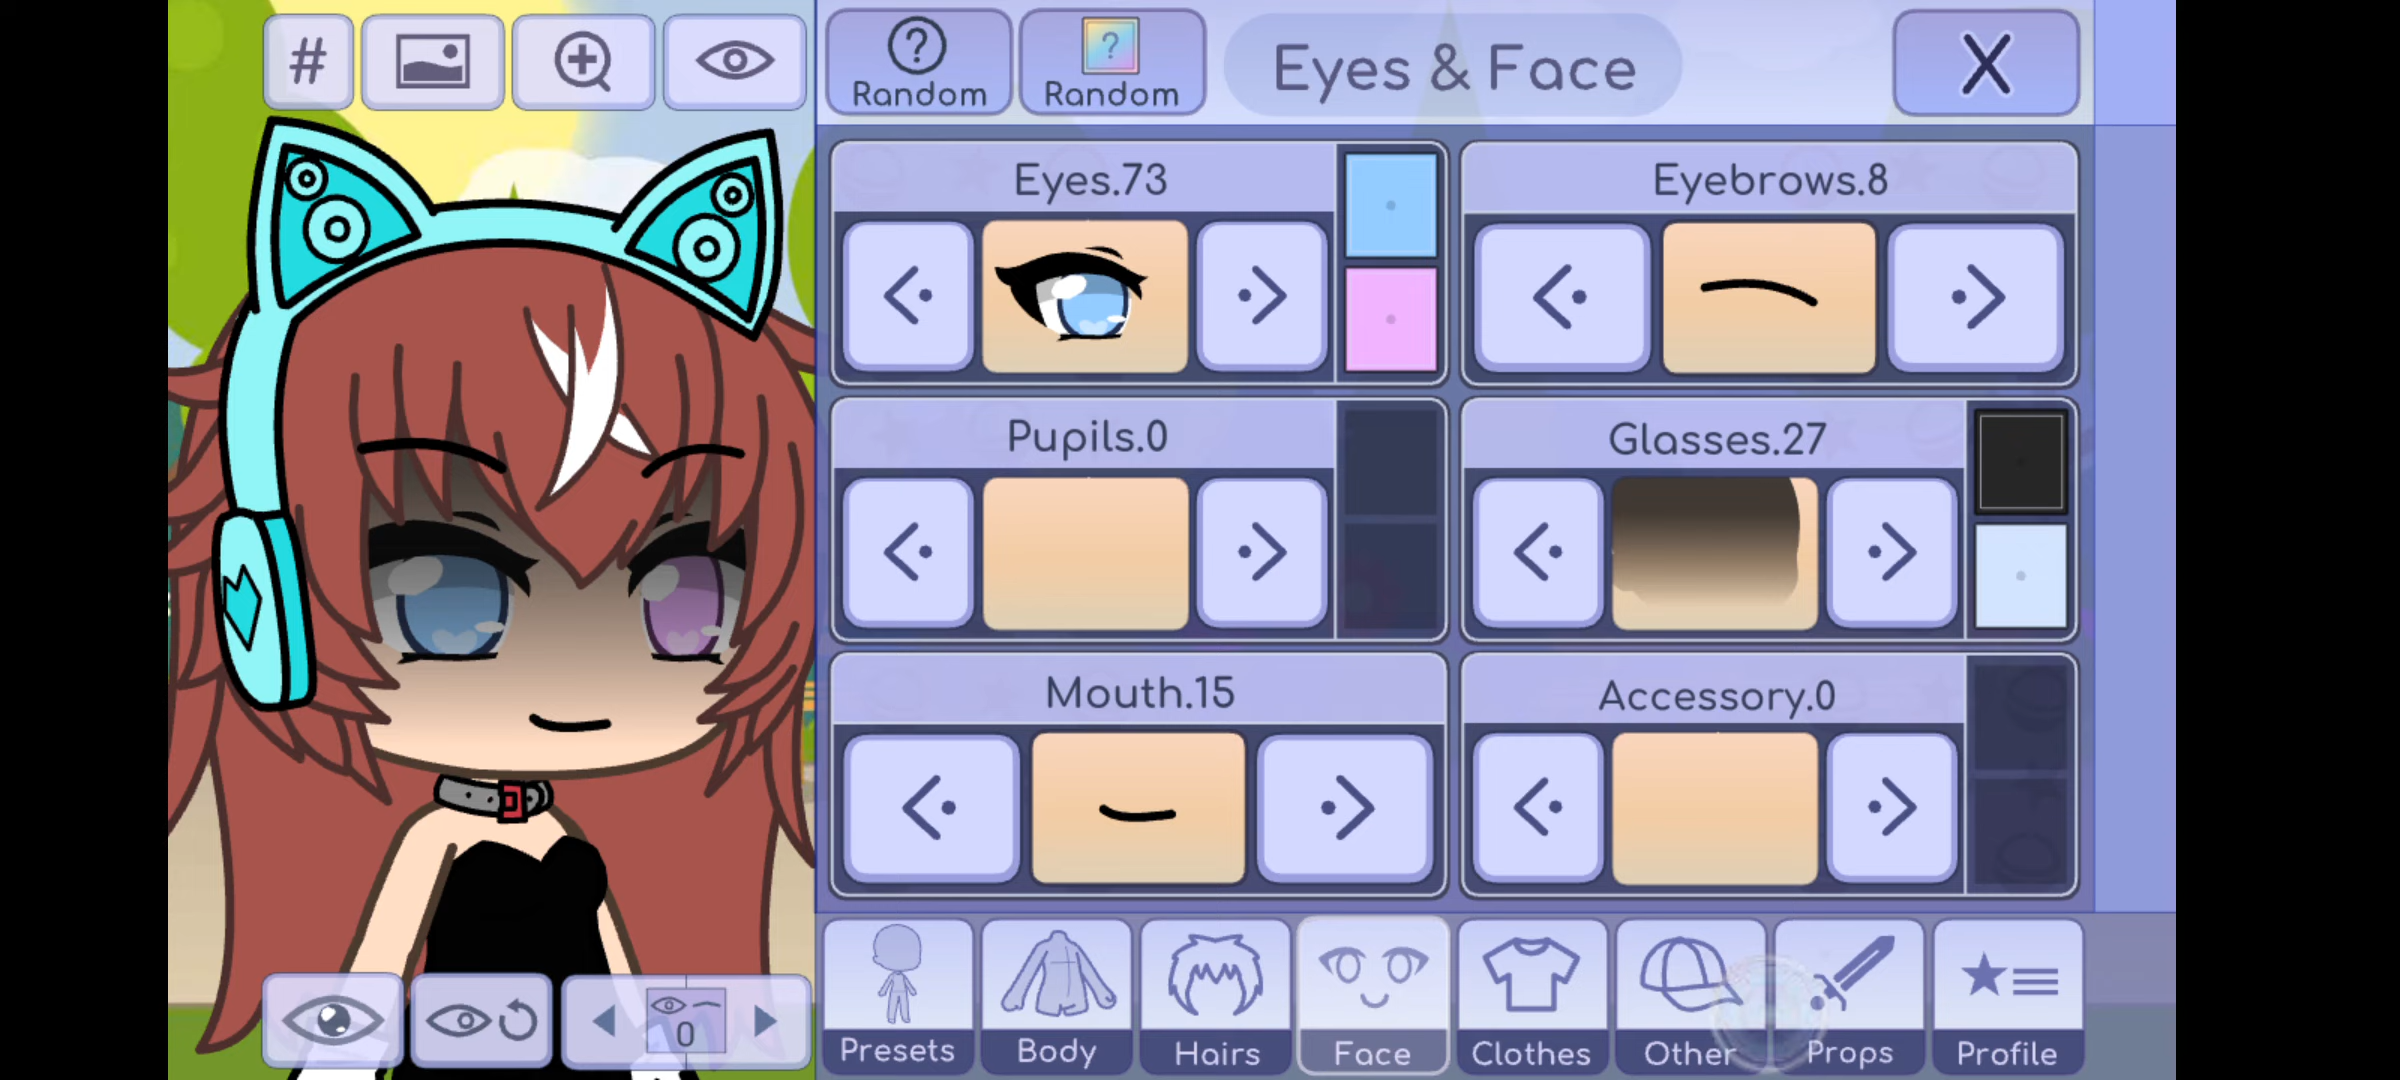 #
? Random
? Random
Eyes & Face
X
Eyes.73
Eyebrows.8
Pupils.0
Glasses.27
Mouth.15
Accessory.0
0
Presets
Body
Hairs
Face
Clothes
Other
Props
Profile